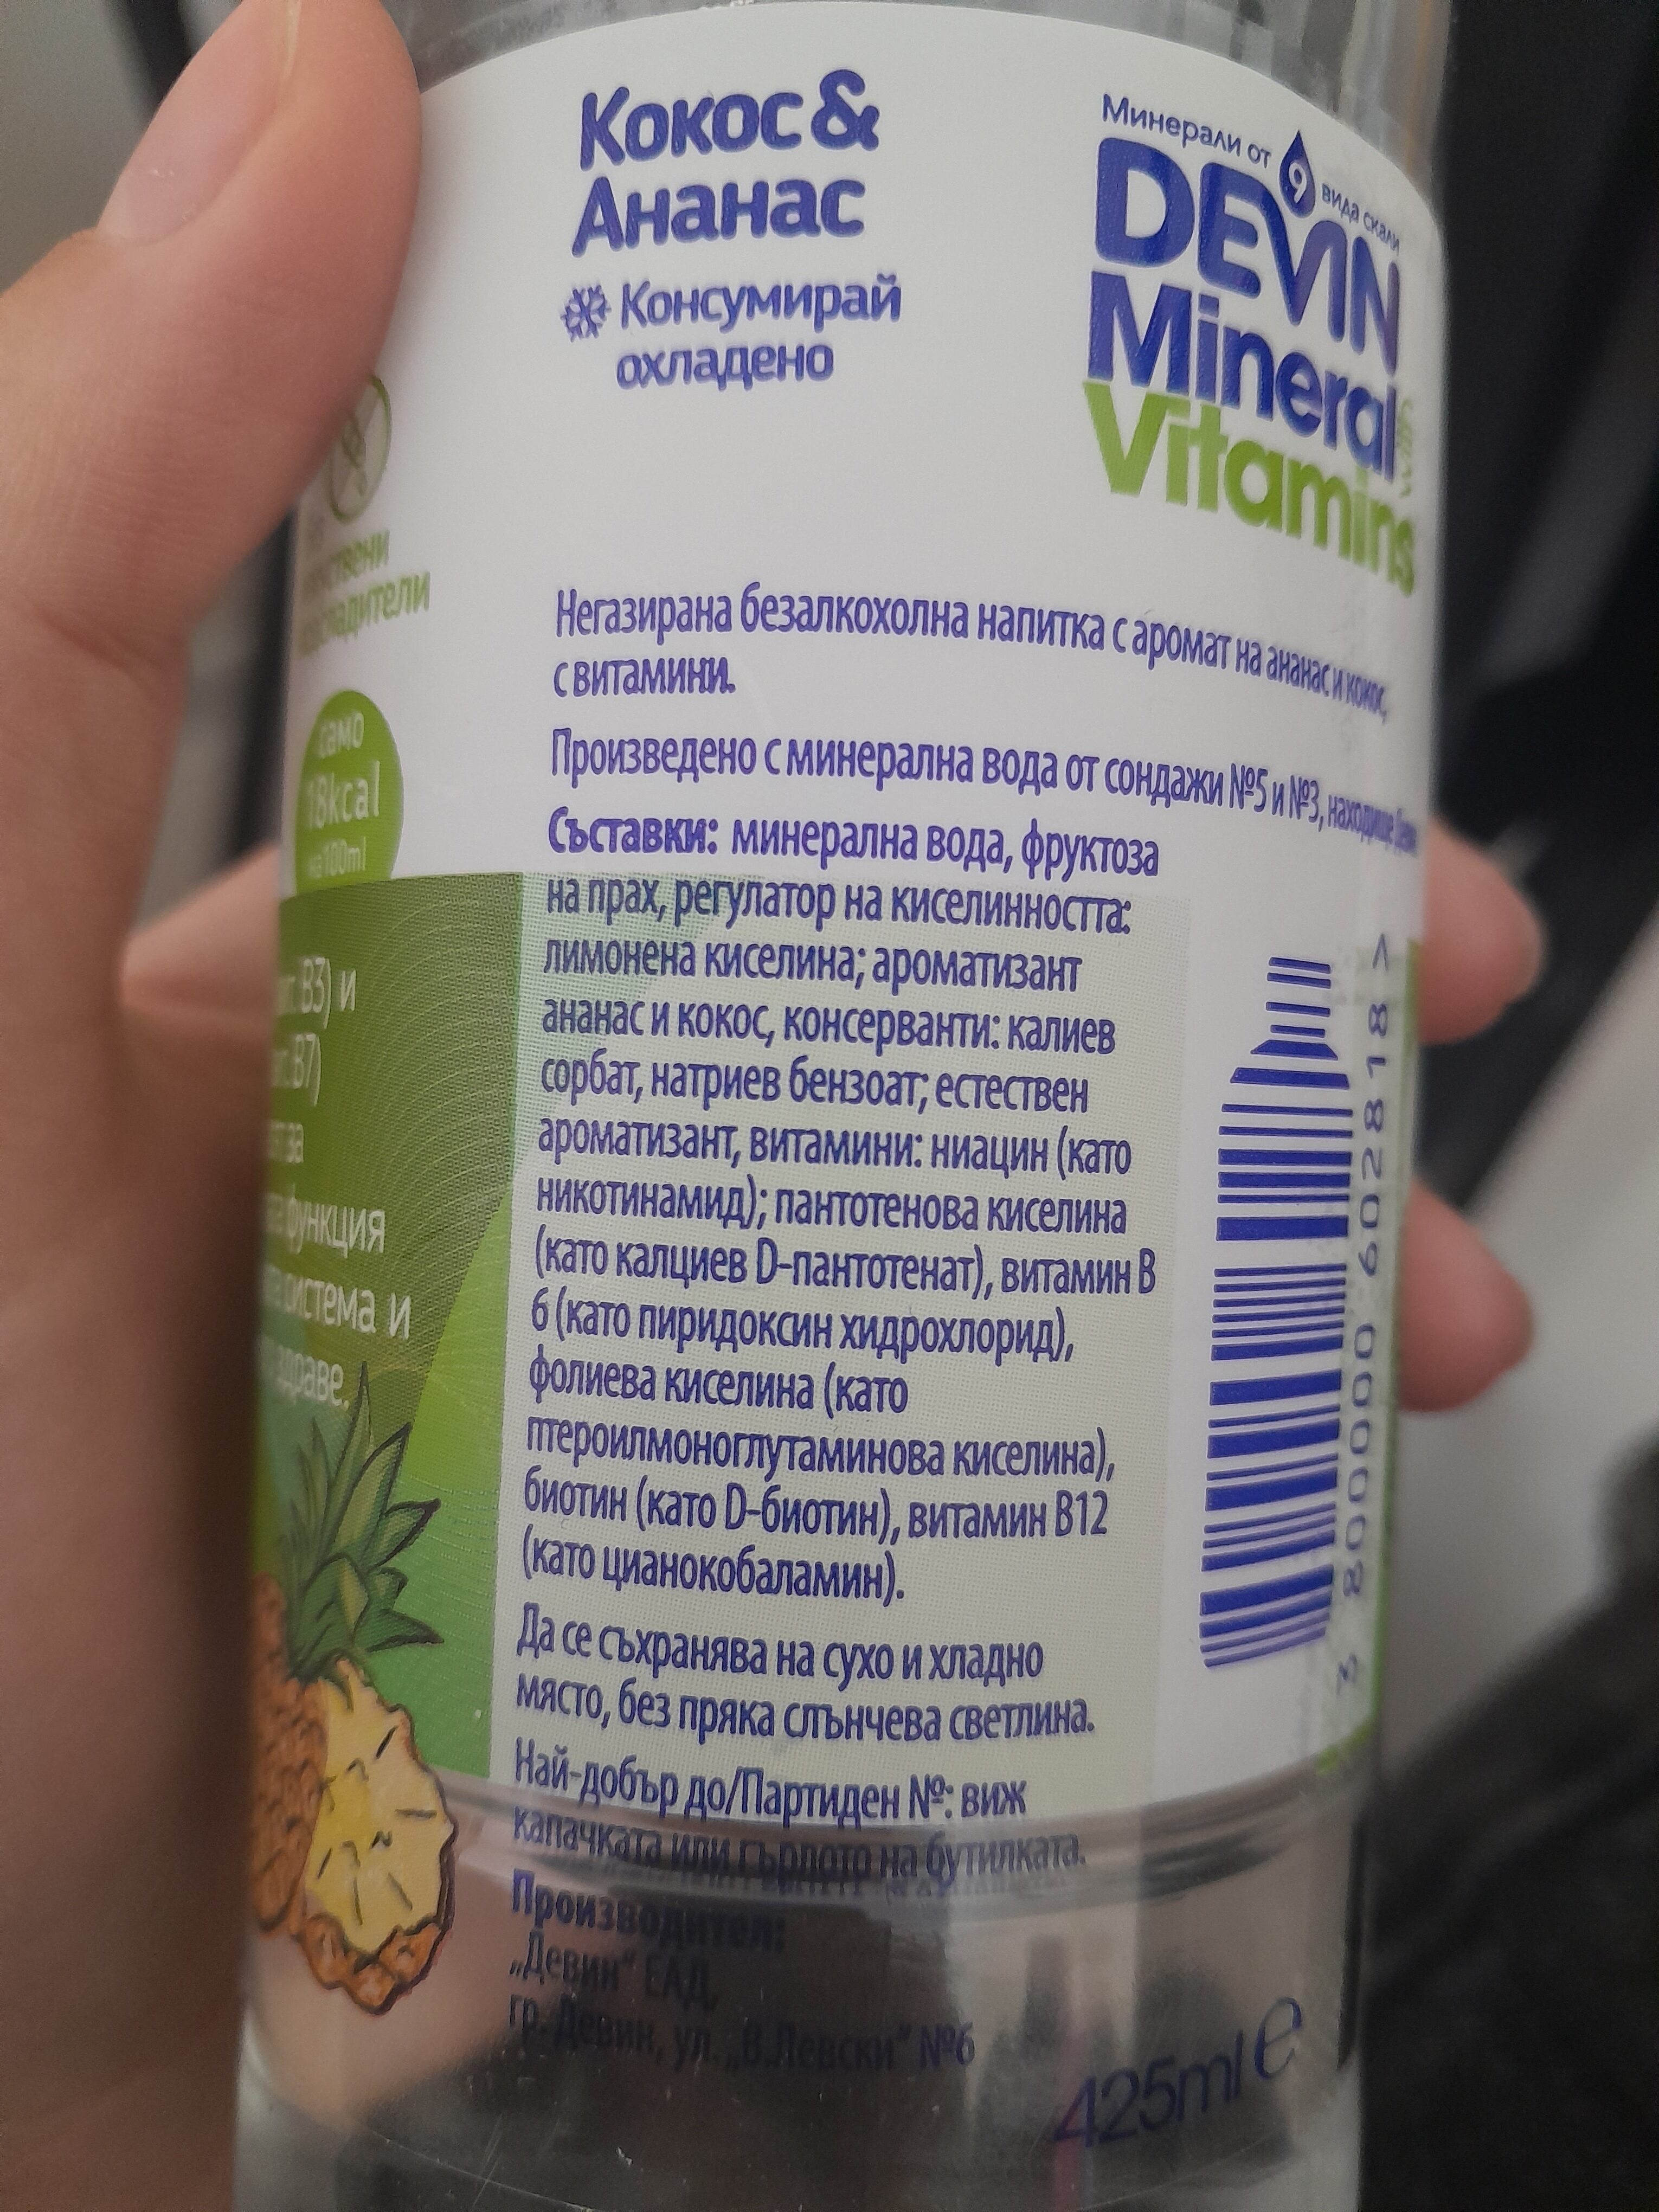 Кокос &
Ананас
Консумирай
охладено
Минерали от 9 вида скали
DEVIN
Mineral
with
Vitamins
само
18kcal
на 100ml
B3) и
B7)
за
функция
система и
здраве.
Негазирана безалкохолна напитка с аромат на ананас и кокос,
с витамини.
Произведено с минерална вода от сондажи №5 и №3, находище
Съставки: минерална вода, фруктоза
на прах, регулатор на киселинността:
лимонена киселина; ароматизант
ананас и кокос, консерванти: калиев
сорбат, натриев бензоат; естествен
ароматизант, витамини: ниацин (като
никотинамид); пантотенова киселина
(като калциев D-пантотенат), витамин B
6 (като пиридоксин хидрохлорид),
фолиева киселина (като
птероилмоноглутаминова киселина),
биотин (като D-биотин), витамин B12
(като цианокобаламин).
Да се съхранява на сухо и хладно
място, без пряка слънчева светлина.
Най-добър до/Партиден №: виж
капачката или гърлото на бутилката.
Производител:
„Девин“ ЕАД,
гр. Девин, ул. „В.Левски“ №6
3 800000 602818 >
425ml e